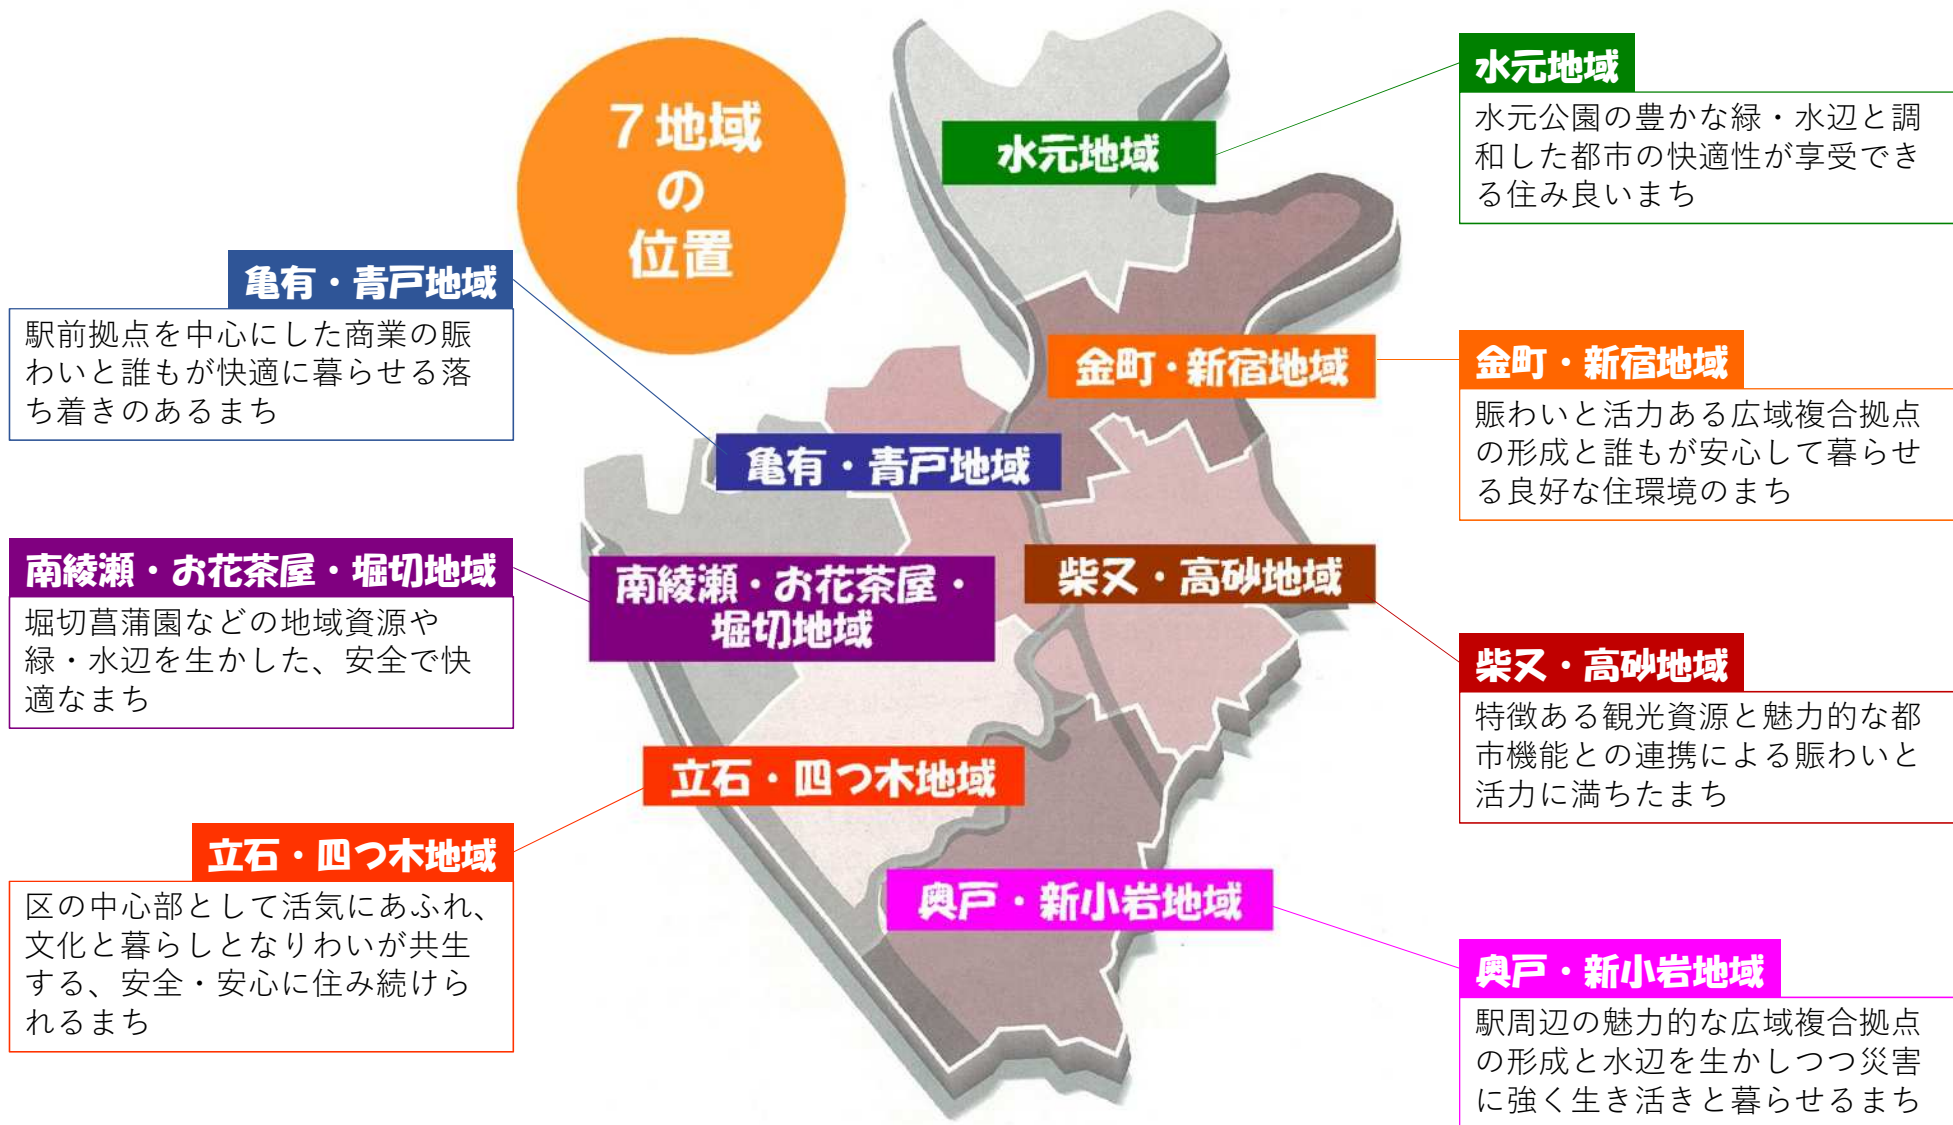 7地域
の
位置
水元地域
金町・新宿地域
亀有・青戸地域
南綾瀬・お花茶屋・
堀切地域
柴又・高砂地域
立石・四つ木地域
奥戸・新小岩地域
亀有・青戸地域
駅前拠点を中心にした商業の賑
わいと誰もが快適に暮らせる落
ち着きのあるまち
南綾瀬・お花茶屋・堀切地域
堀切菖蒲園などの地域資源や
緑・水辺を生かした、安全で快
適なまち
立石・四つ木地域
区の中心部として活気にあふれ、
文化と暮らしとなりわいが共生
する、安全・安心に住み続けら
れるまち
水元地域
水元公園の豊かな緑・水辺と調
和した都市の快適性が享受でき
る住み良いまち
金町・新宿地域
賑わいと活力ある広域複合拠点
の形成と誰もが安心して暮らせ
る良好な住環境のまち
柴又・高砂地域
特徴ある観光資源と魅力的な都
市機能との連携による賑わいと
活力に満ちたまち
奥戸・新小岩地域
駅周辺の魅力的な広域複合拠点
の形成と水辺を生かしつつ災害
に強く生き活きと暮らせるまち